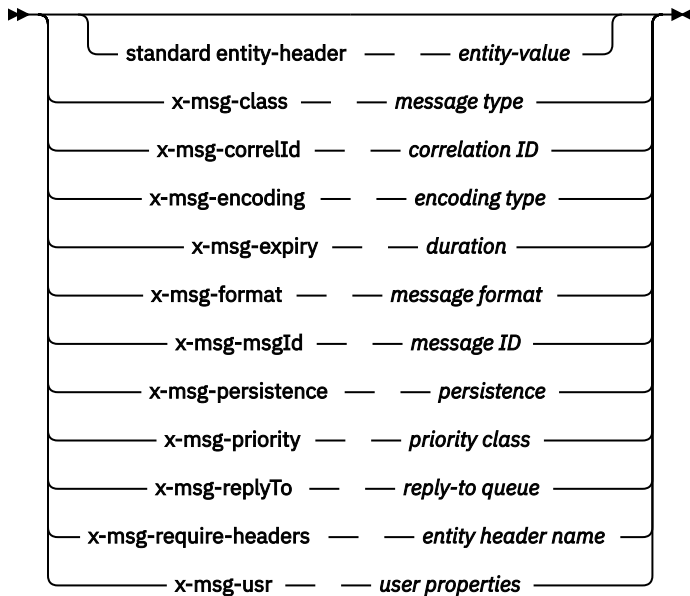 standard entity-header entity-value
x-msg-class message type
x-msg-correlId correlation ID
x-msg-encoding encoding type
x-msg-expiry duration
x-msg-format message format
x-msg-msgId message ID
x-msg-persistence persistence
x-msg-priority priority class
x-msg-replyTo reply-to queue
x-msg-require-headers entity header name
x-msg-usr user properties